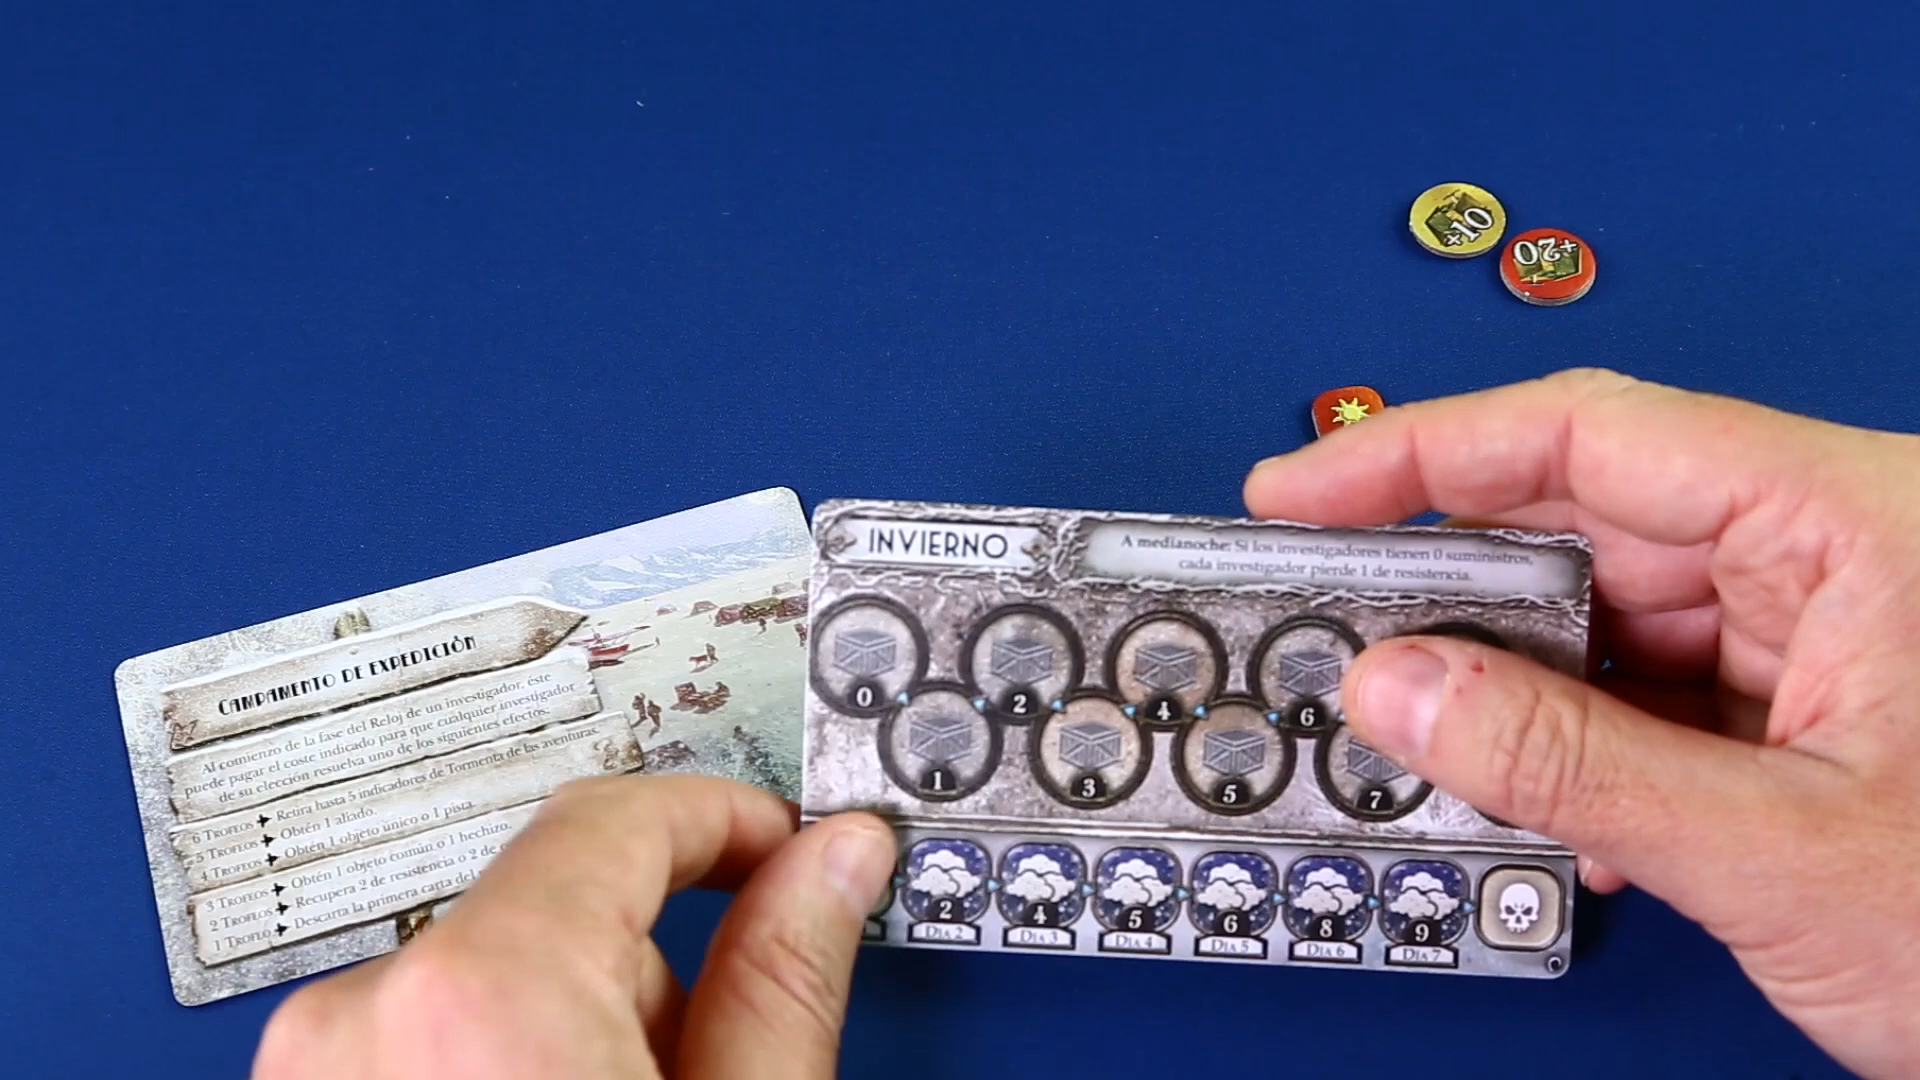 +10
+20
INVIERNO
A medianoche: Si los investigadores tienen 0 suministros,
cada investigador pierde 1 de resistencia.
0 2 4 6
1 3 5 7
2 4 5 6 8 9
DÍA 2 DÍA 3 DÍA 4 DÍA 5 DÍA 6 DÍA 7
CAMPAMENTO DE EXPEDICIÓN
Al comienzo de la fase del Reloj de un investigador, éste
puede pagar el coste indicado para que cualquier investigador
de su elección resuelva uno de los siguientes efectos:
6 TROFEOS Retira hasta 5 indicadores de Tormenta de las aventuras.
5 TROFEOS Obtén 1 aliado.
4 TROFEOS Obtén 1 objeto único o 1 pista.
3 TROFEOS Obtén 1 objeto común o 1 hechizo.
2 TROFEOS Recupera 2 de resistencia o 2 de
1 TROFEO Descarta la primera carta del